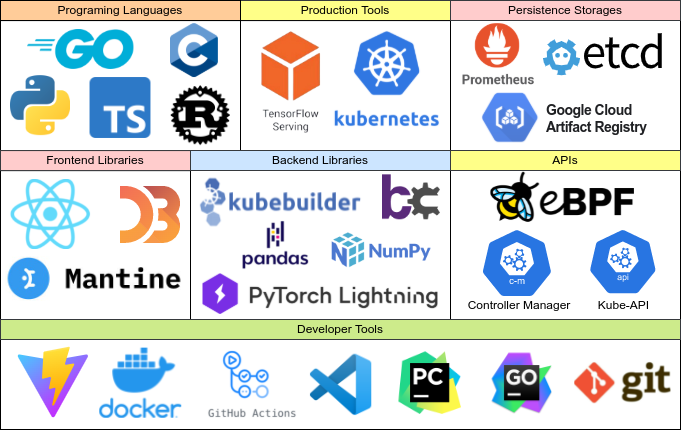 Programing Languages
Production Tools
Persistence Storages
GO
C
TS
R
TensorFlow
Serving
kubernetes
Prometheus
etcd
Google Cloud
Artifact Registry
Frontend Libraries
Backend Libraries
APIs
D3
Mantine
kubebuilder
bcc
pandas
NumPy
PyTorch Lightning
eBPF
c-m
Controller Manager
api
Kube-API
Developer Tools
docker
GitHub Actions
PC
GO
git